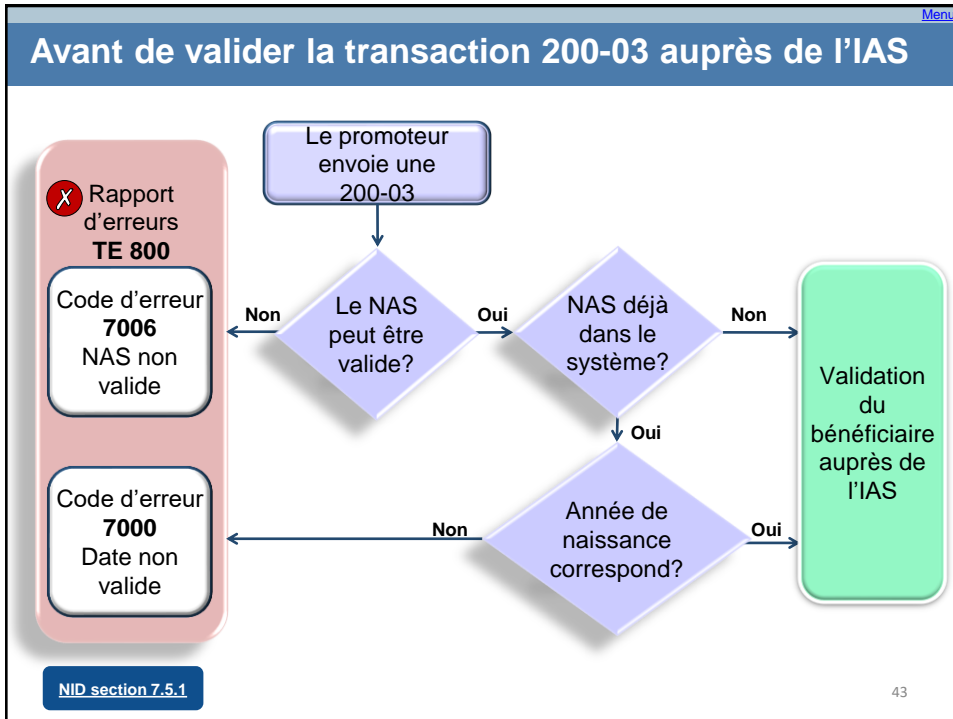 Menu
Avant de valider la transaction 200-03 auprès de l’IAS
Le promoteur
envoie une
200-03
X Rapport
d’erreurs
TE 800
Code d’erreur
7006
NAS non
valide
Non
Le NAS
peut être
valide?
Oui
NAS déjà
dans le
système?
Non
Validation
du
bénéficiaire
auprès de
l’IAS
Oui
Code d’erreur
7000
Date non
valide
Non
Année de
naissance
correspond?
Oui
NID section 7.5.1
43